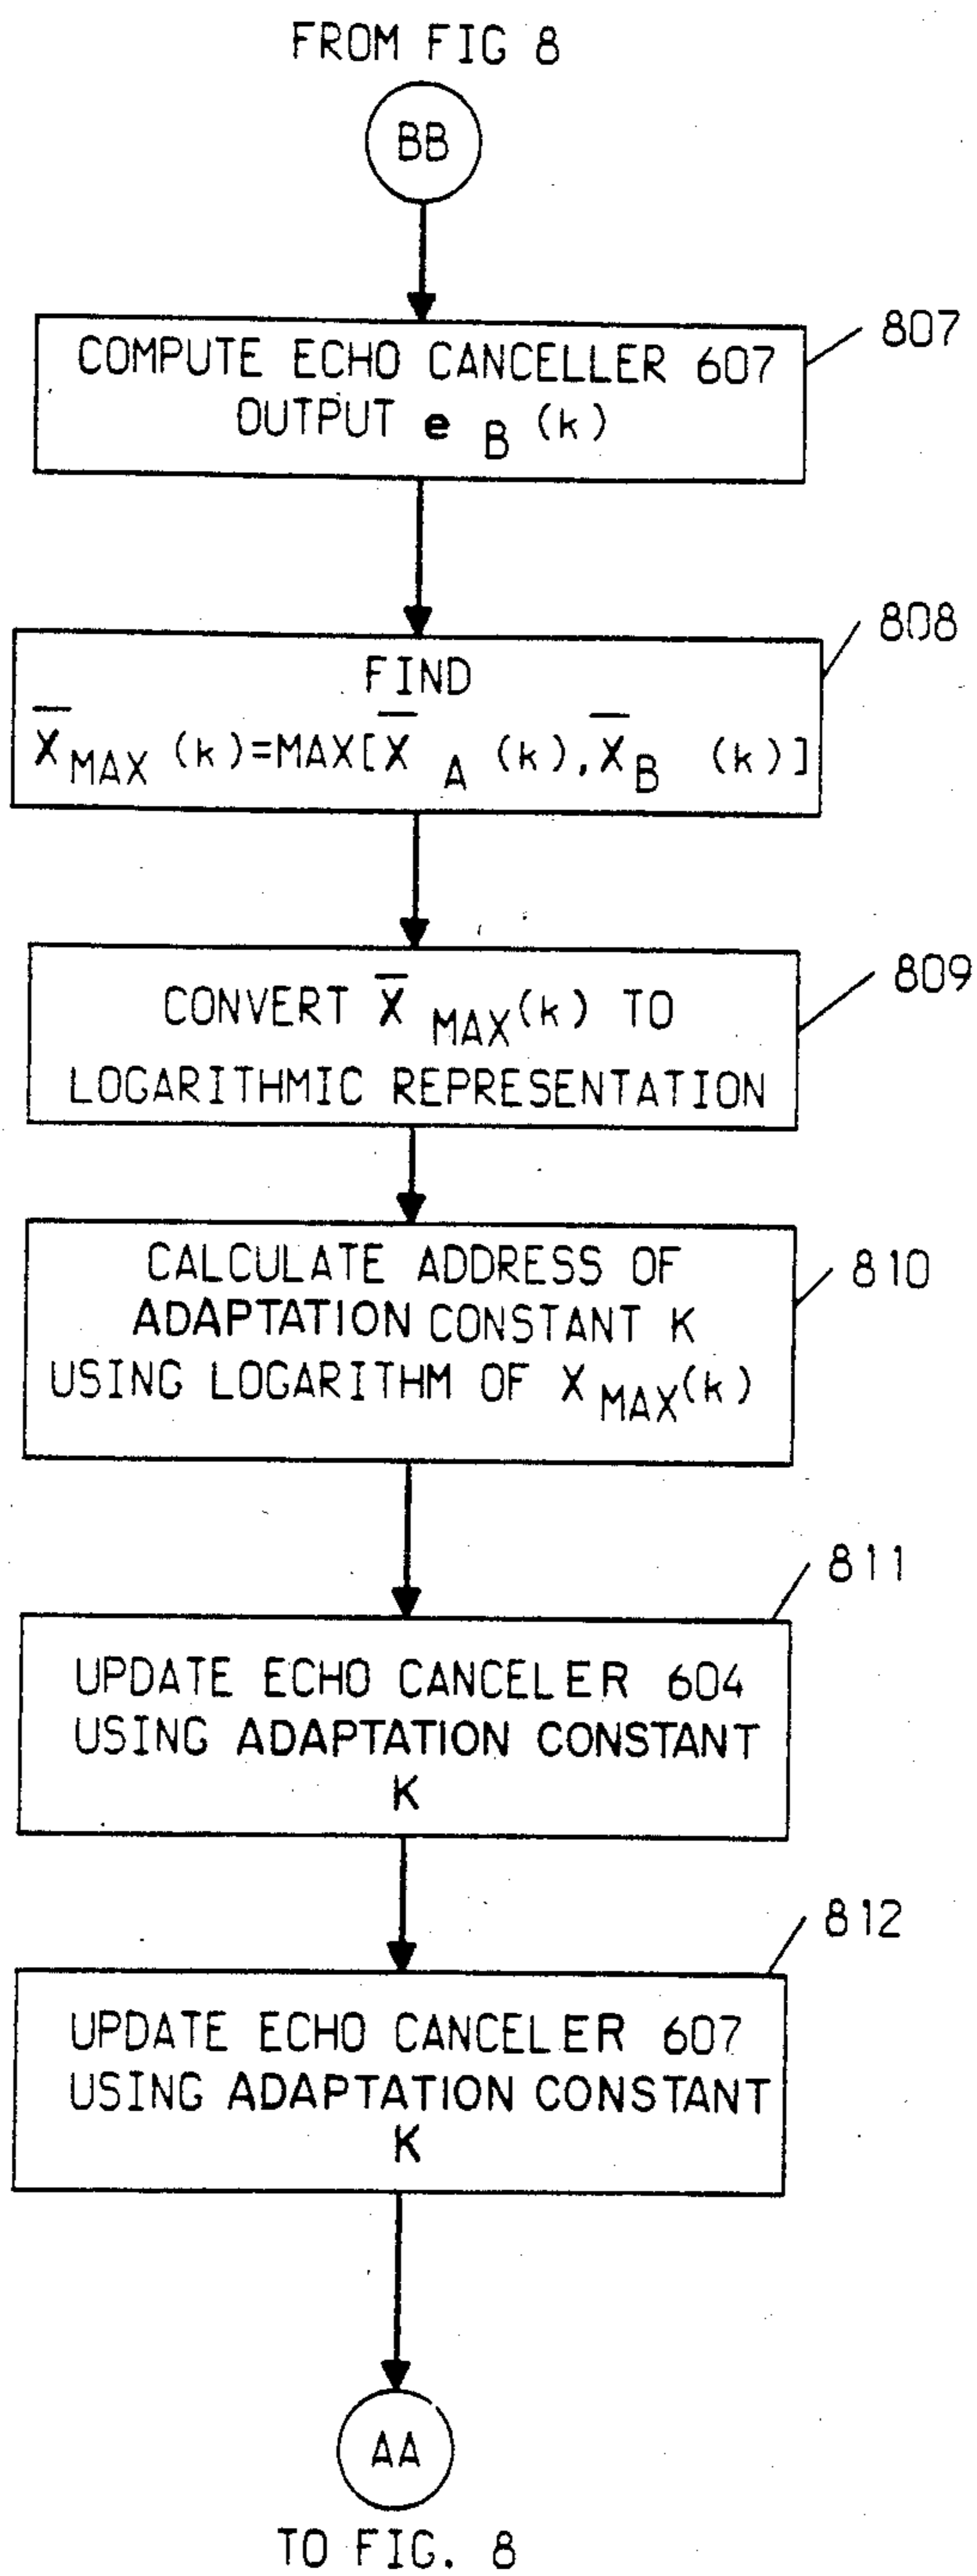 FROM FIG 8
BB
COMPUTE ECHO CANCELLER 607
OUTPUT e B (k)
807
FIND
X̅ MAX (k)=MAX[X̅ A (k),X̅ B (k)]
808
CONVERT X̅ MAX(k) TO
LOGARITHMIC REPRESENTATION
809
CALCULATE ADDRESS OF
ADAPTATION CONSTANT K
USING LOGARITHM OF X MAX(k)
810
UPDATE ECHO CANCELER 604
USING ADAPTATION CONSTANT
K
811
UPDATE ECHO CANCELER 607
USING ADAPTATION CONSTANT
K
812
AA
TO FIG. 8